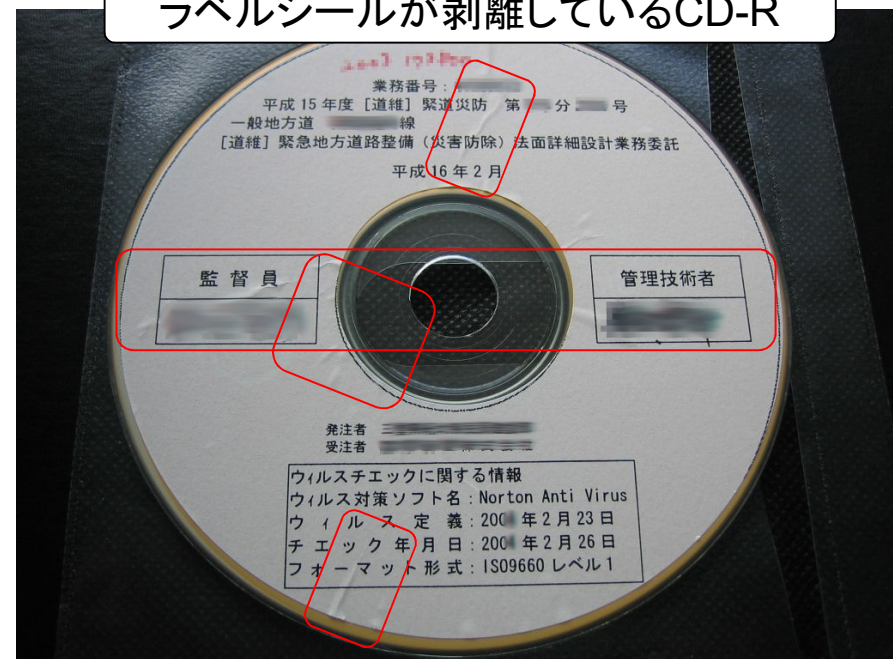 ラベルシールが剥離しているCD-R
業務番号：
平成15年度［道維］緊道災防 第 分 号
一般地方道 線
［道維］緊急地方道路整備（災害防除）法面詳細設計業務委託
平成16年2月
監督員
管理技術者
発注者
受注者
ウィルスチエックに関する情報
ウィルス対策ソフト名：Norton Anti Virus
ウィルス定義：200 年2月23日
チエック年月日：200 年2月26日
フォーマット形式：ISO9660 レベル1